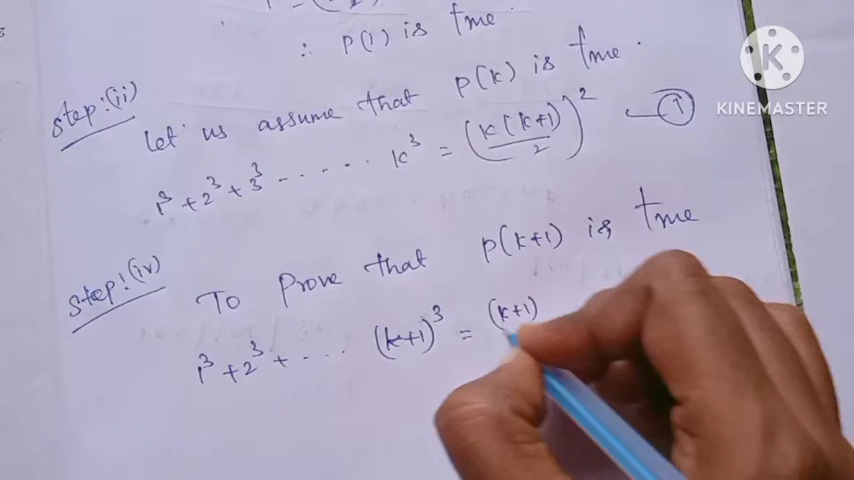 ∴ P(1) is true.
K
KINEMASTER
Step:(ii)
Let us assume that P(k) is true.
1³ + 2³ + 3³ - - - - - - k³ = (k(k+1)/2)² — ①
Step:(iv)
To prove that P(k+1) is true
1³ + 2³ + - - - - (k+1)³ = (k+1)